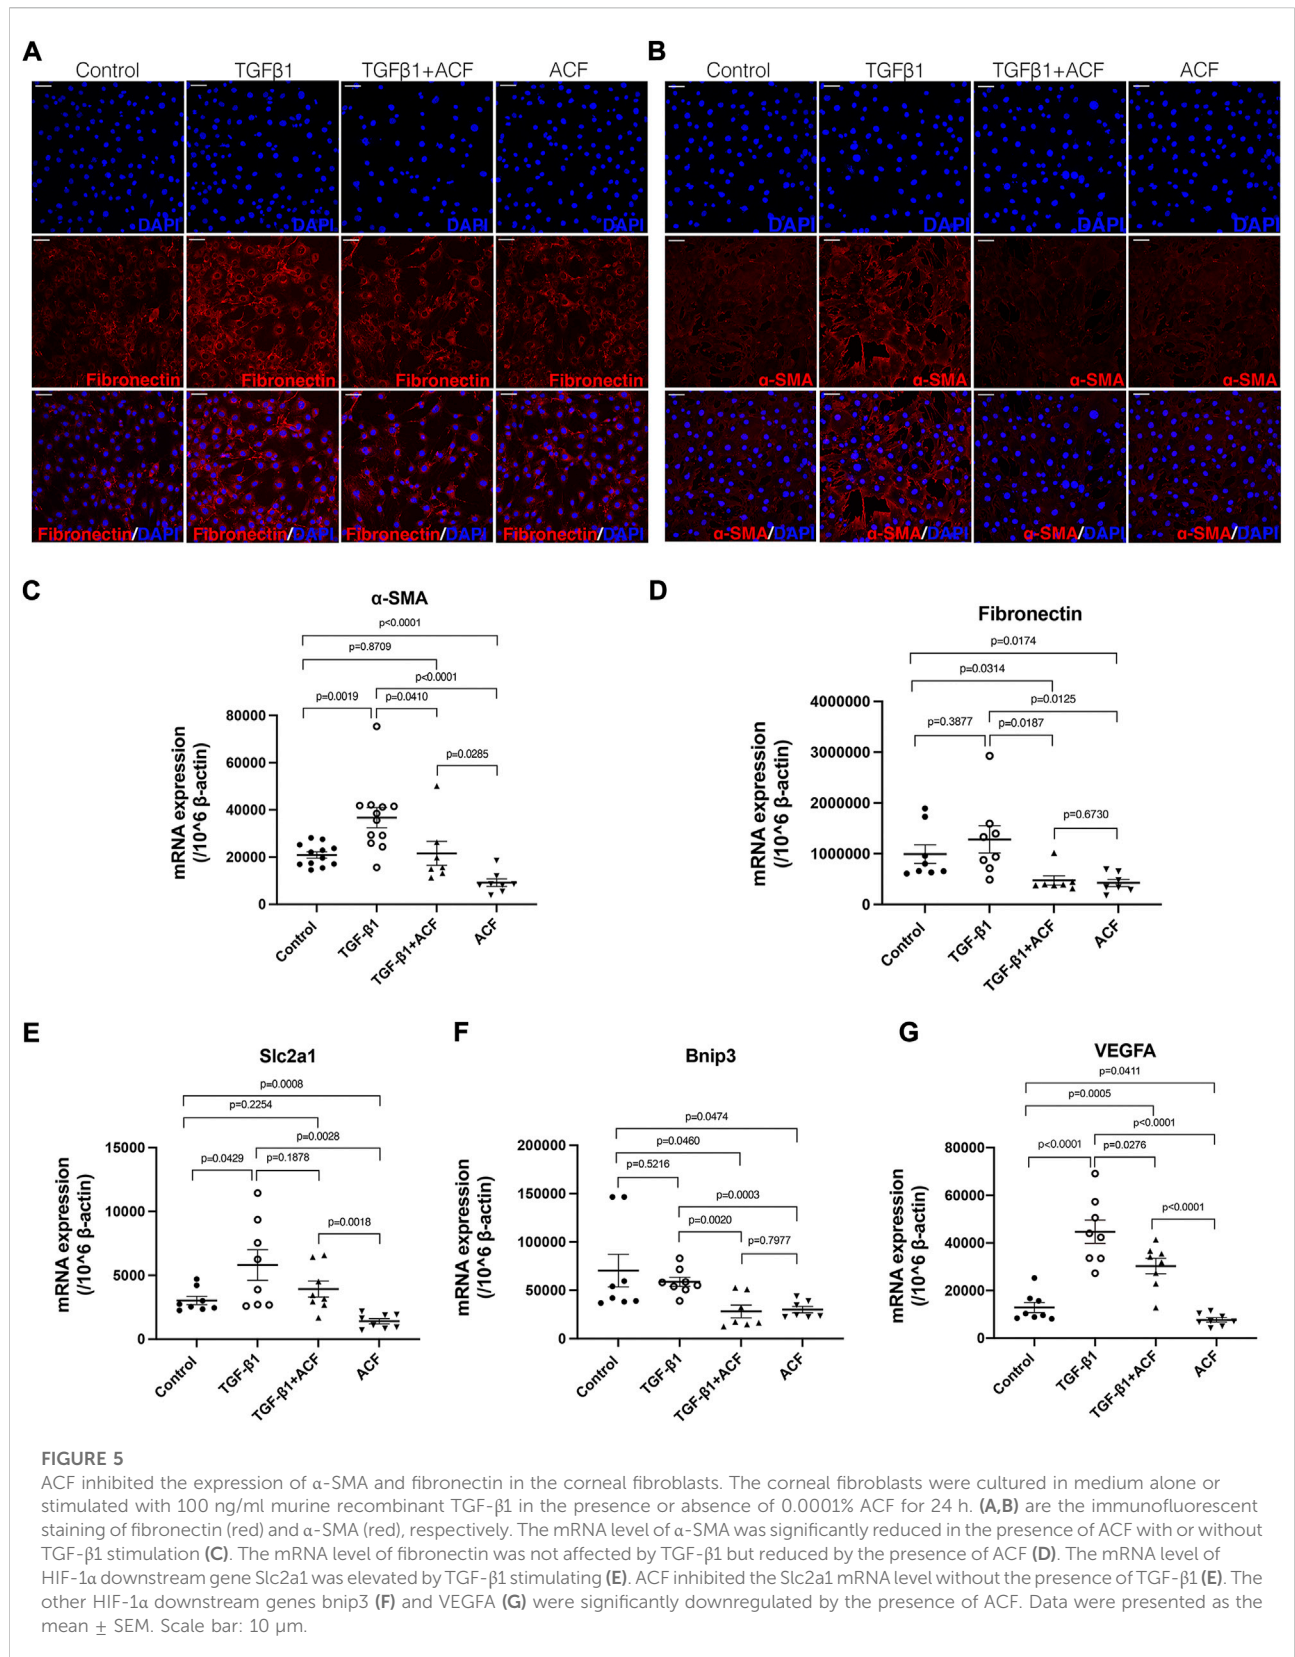 A
Control TGFβ1 TGFβ1+ACF ACF
DAPI DAPI DAPI DAPI
Fibronectin Fibronectin Fibronectin Fibronectin
Fibronectin/DAPI Fibronectin/DAPI Fibronectin/DAPI Fibronectin/DAPI
B
Control TGFβ1 TGFβ1+ACF ACF
DAPI DAPI DAPI DAPI
α-SMA α-SMA α-SMA α-SMA
α-SMA/DAPI α-SMA/DAPI α-SMA/DAPI α-SMA/DAPI
C
α-SMA
p<0.0001
p=0.8709
p<0.0001
p=0.0019 p=0.0410
p=0.0285
mRNA expression
(/10^6 β-actin)
80000
60000
40000
20000
0
Control TGF-β1 TGF-β1+ACF ACF
D
Fibronectin
p=0.0174
p=0.0314
p=0.0125
p=0.3877 p=0.0187
p=0.6730
mRNA expression
(/10^6 β-actin)
4000000
3000000
2000000
1000000
0
Control TGF-β1 TGF-β1+ACF ACF
E
Slc2a1
p=0.0008
p=0.2254
p=0.0028
p=0.0429 p=0.1878
p=0.0018
mRNA expression
(/10^6 β-actin)
15000
10000
5000
0
Control TGF-β1 TGF-β1+ACF ACF
F
Bnip3
p=0.0474
p=0.0460
p=0.5216
p=0.0003
p=0.0020
p=0.7977
mRNA expression
(/10^6 β-actin)
200000
150000
100000
50000
0
Control TGF-β1 TGF-β1+ACF ACF
G
VEGFA
p=0.0411
p=0.0005
p<0.0001
p<0.0001 p=0.0276
p<0.0001
mRNA expression
(/10^6 β-actin)
80000
60000
40000
20000
0
Control TGF-β1 TGF-β1+ACF ACF
FIGURE 5
ACF inhibited the expression of α-SMA and fibronectin in the corneal fibroblasts. The corneal fibroblasts were cultured in medium alone or
stimulated with 100 ng/ml murine recombinant TGF-β1 in the presence or absence of 0.0001% ACF for 24 h. (A,B) are the immunofluorescent
staining of fibronectin (red) and α-SMA (red), respectively. The mRNA level of α-SMA was significantly reduced in the presence of ACF with or without
TGF-β1 stimulation (C). The mRNA level of fibronectin was not affected by TGF-β1 but reduced by the presence of ACF (D). The mRNA level of
HIF-1α downstream gene Slc2a1 was elevated by TGF-β1 stimulating (E). ACF inhibited the Slc2a1 mRNA level without the presence of TGF-β1 (E). The
other HIF-1α downstream genes bnip3 (F) and VEGFA (G) were significantly downregulated by the presence of ACF. Data were presented as the
mean ± SEM. Scale bar: 10 μm.